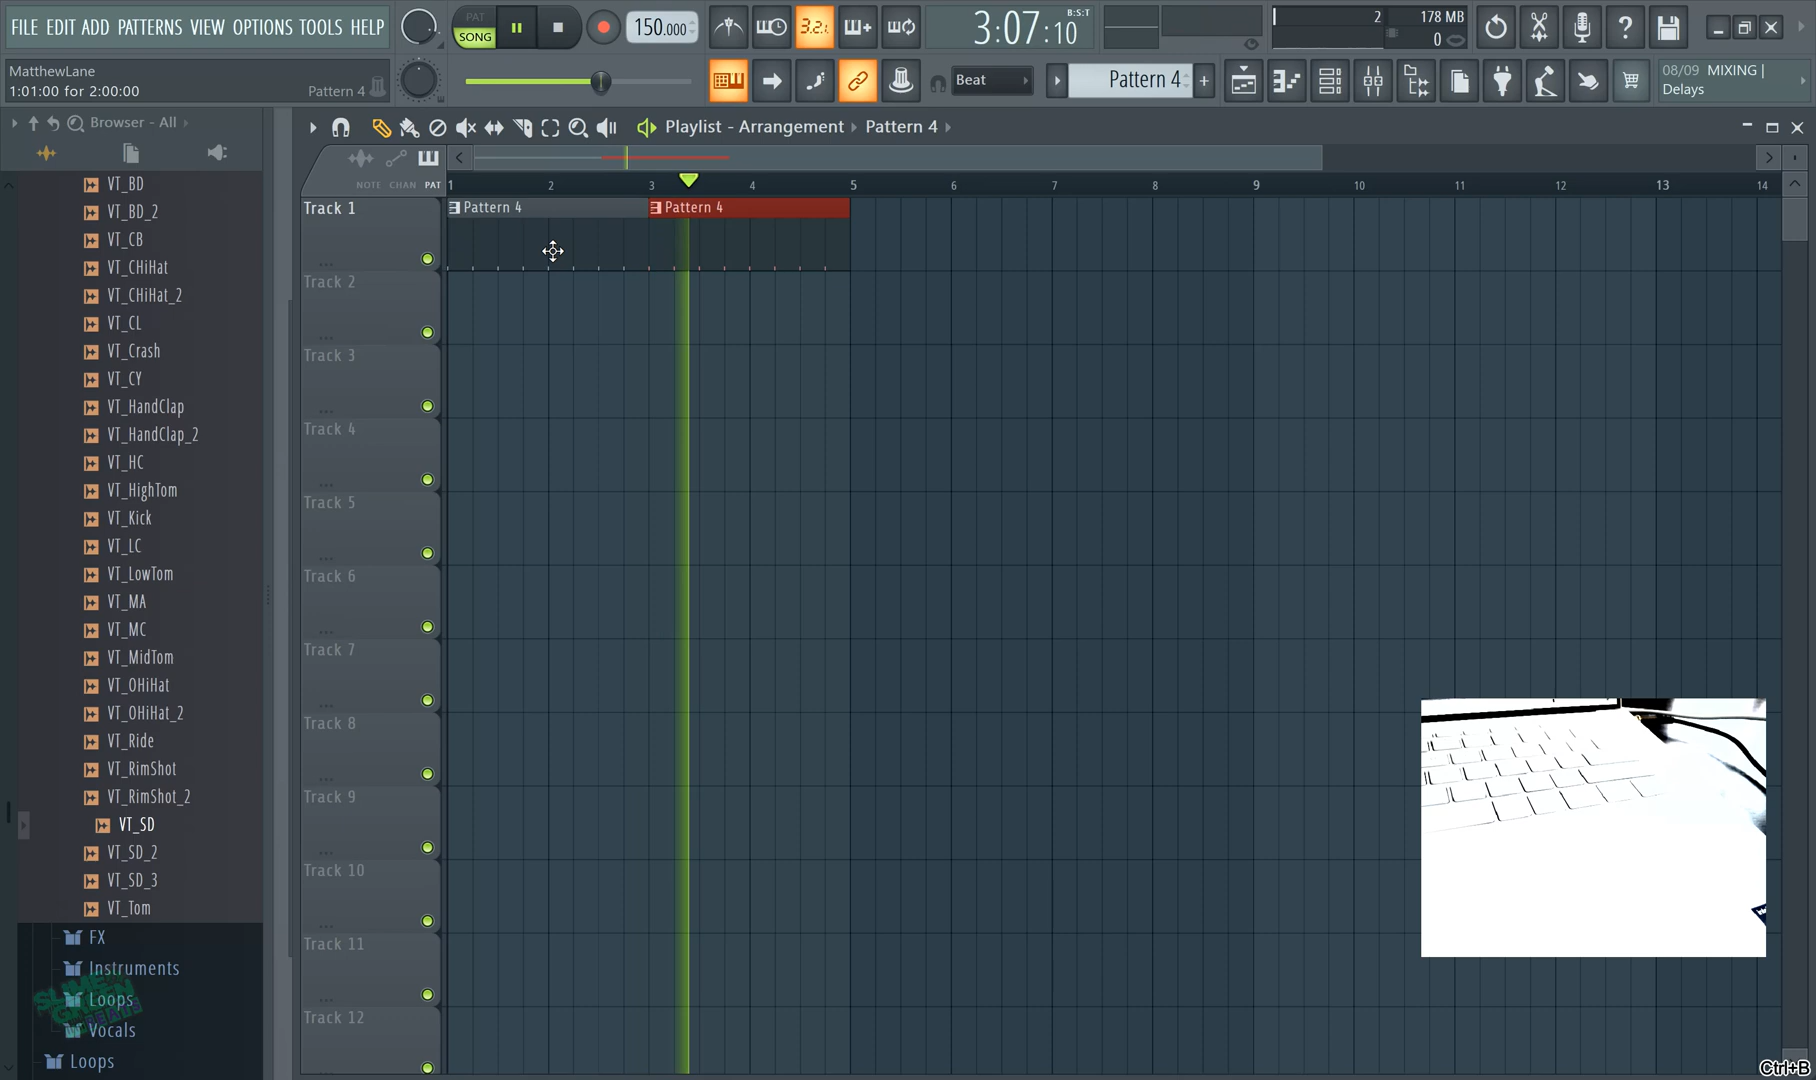 FILE EDIT ADD PATTERNS VIEW OPTIONS TOOLS HELP
PAT
SONG
150.000
3:07:10
B:S:T
2
178 MB
0
MatthewLane
1:01:00 for 2:00:00
Pattern 4
Beat
Pattern 4
08/09 MIXING |
Delays
Browser - All
Playlist - Arrangement
Pattern 4
NOTE CHAN PAT
1 2 3 4 5 6 7 8 9 10 11 12 13 14
Track 1
Pattern 4
Pattern 4
Track 2
Track 3
Track 4
Track 5
Track 6
Track 7
Track 8
Track 9
Track 10
Track 11
Track 12
VT_BD
VT_BD_2
VT_CB
VT_CHiHat
VT_CHiHat_2
VT_CL
VT_Crash
VT_CY
VT_HandClap
VT_HandClap_2
VT_HC
VT_HighTom
VT_Kick
VT_LC
VT_LowTom
VT_MA
VT_MC
VT_MidTom
VT_OHiHat
VT_OHiHat_2
VT_Ride
VT_RimShot
VT_RimShot_2
VT_SD
VT_SD_2
VT_SD_3
VT_Tom
FX
Instruments
Loops
Vocals
Loops
SLIME GREEN BEATS
Ctrl+B